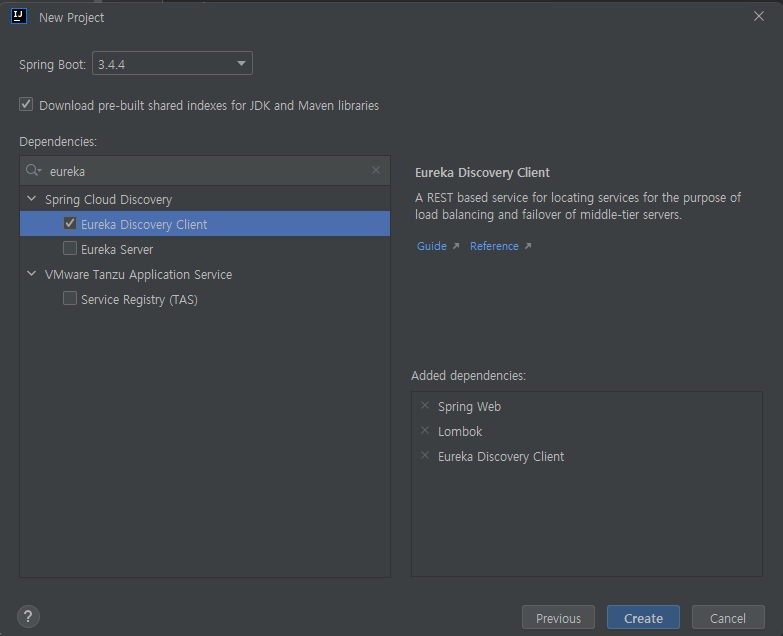 IJ New Project
Spring Boot: 3.4.4
Download pre-built shared indexes for JDK and Maven libraries
Dependencies:
eureka
Spring Cloud Discovery
Eureka Discovery Client
Eureka Server
VMware Tanzu Application Service
Service Registry (TAS)
Eureka Discovery Client
A REST based service for locating services for the purpose of
load balancing and failover of middle-tier servers.
Guide Reference
Added dependencies:
Spring Web
Lombok
Eureka Discovery Client
? Previous Create Cancel